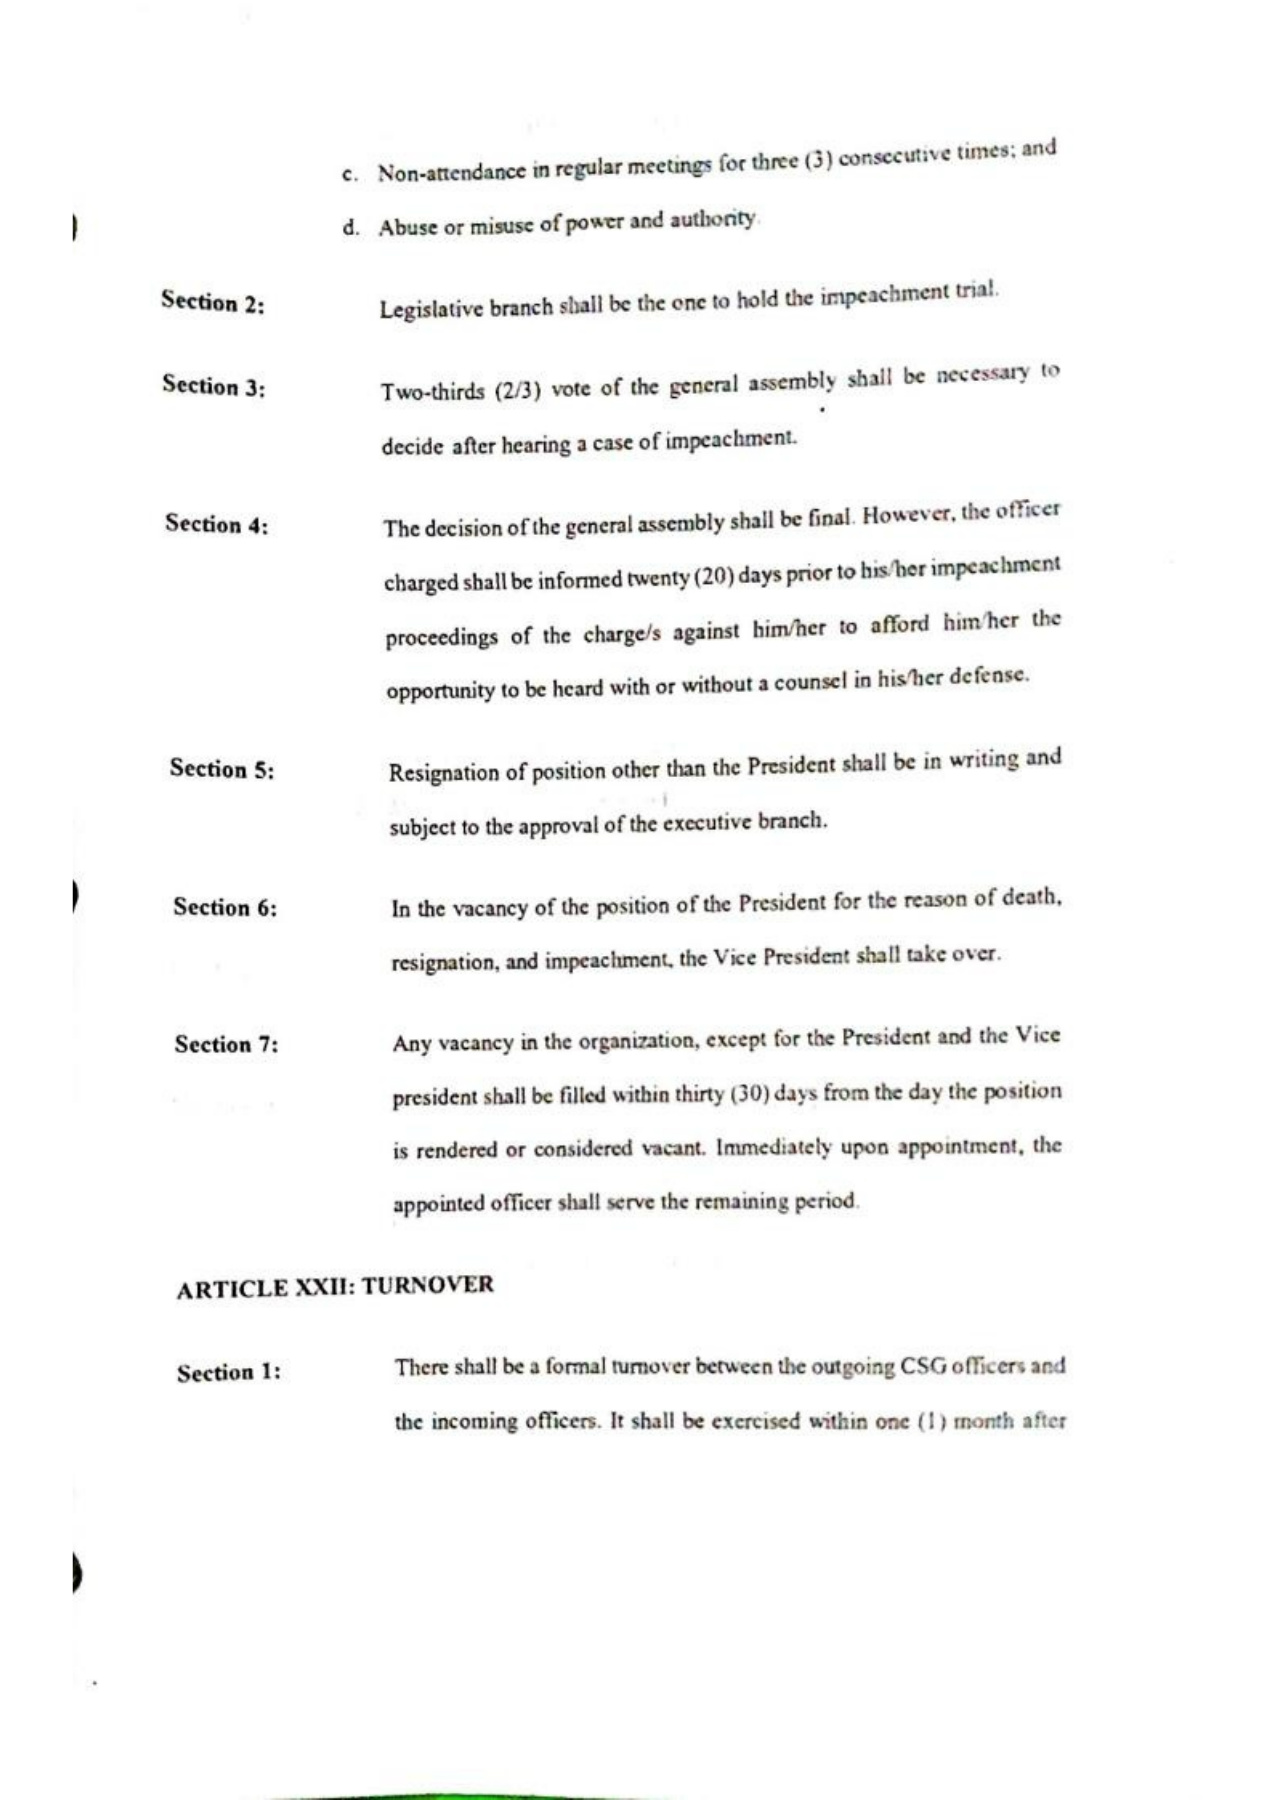 c. Non-attendance in regular meetings for three (3) consecutive times; and
d. Abuse or misuse of power and authority.
Section 2: Legislative branch shall be the one to hold the impeachment trial.
Section 3: Two-thirds (2/3) vote of the general assembly shall be necessary to
decide after hearing a case of impeachment.
Section 4: The decision of the general assembly shall be final. However, the officer
charged shall be informed twenty (20) days prior to his/her impeachment
proceedings of the charge/s against him/her to afford him/her the
opportunity to be heard with or without a counsel in his/her defense.
Section 5: Resignation of position other than the President shall be in writing and
subject to the approval of the executive branch.
Section 6: In the vacancy of the position of the President for the reason of death,
resignation, and impeachment, the Vice President shall take over.
Section 7: Any vacancy in the organization, except for the President and the Vice
president shall be filled within thirty (30) days from the day the position
is rendered or considered vacant. Immediately upon appointment, the
appointed officer shall serve the remaining period.
ARTICLE XXII: TURNOVER
Section 1: There shall be a formal turnover between the outgoing CSG officers and
the incoming officers. It shall be exercised within one (1) month after